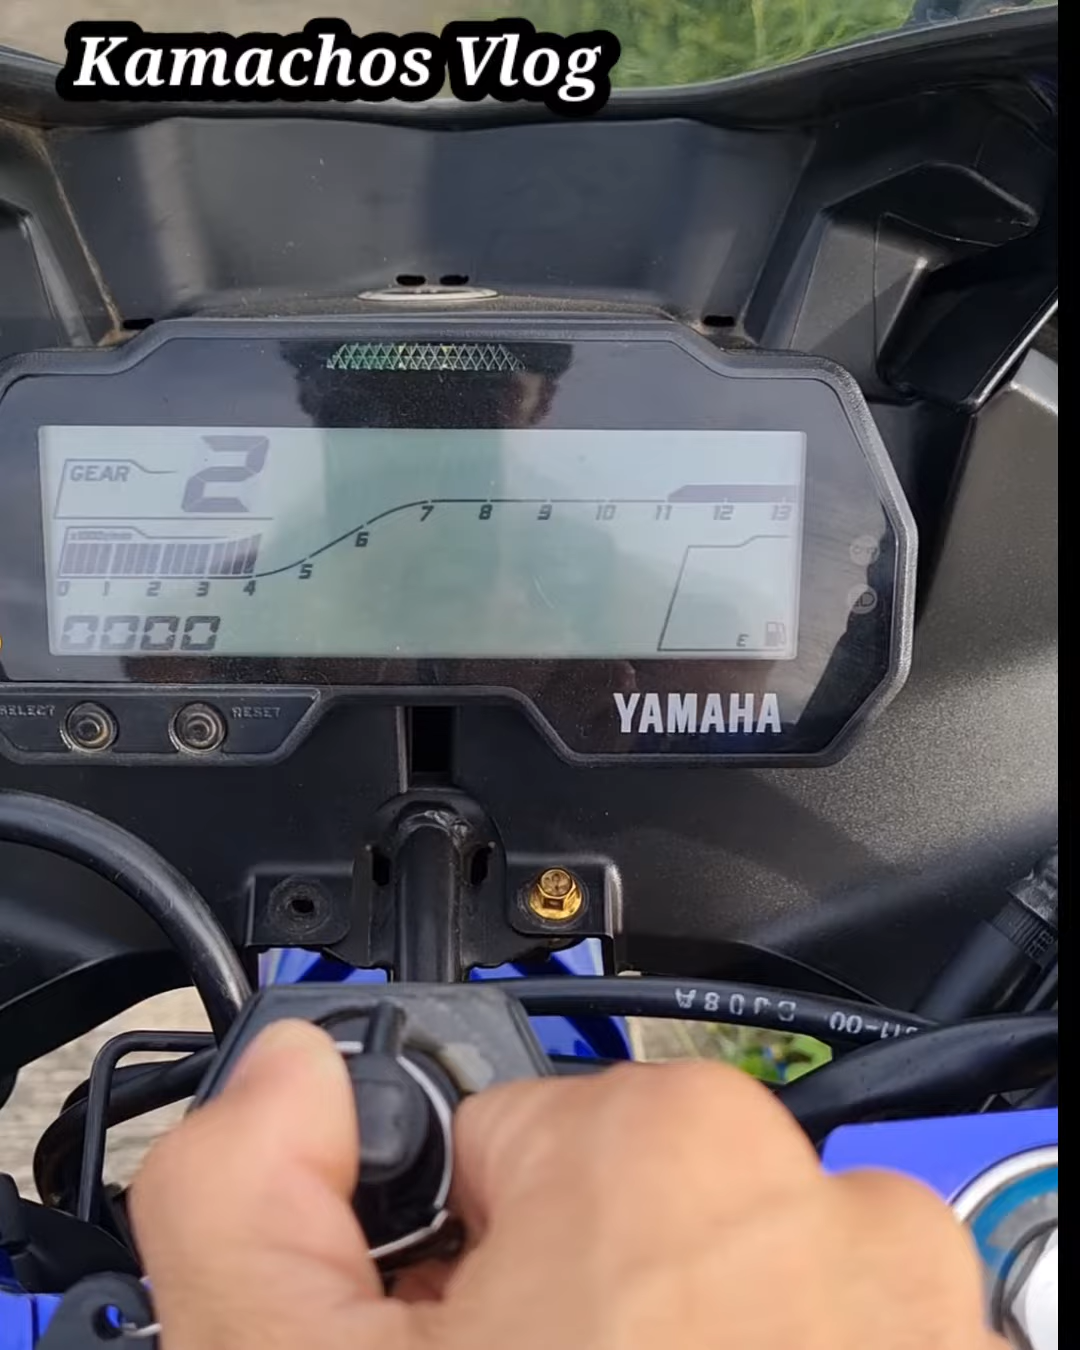 Kamachos Vlog
GEAR 2
7 8 9 10 11 12 13
6
5
0 1 2 3 4
0000
E
SELECT RESET
YAMAHA